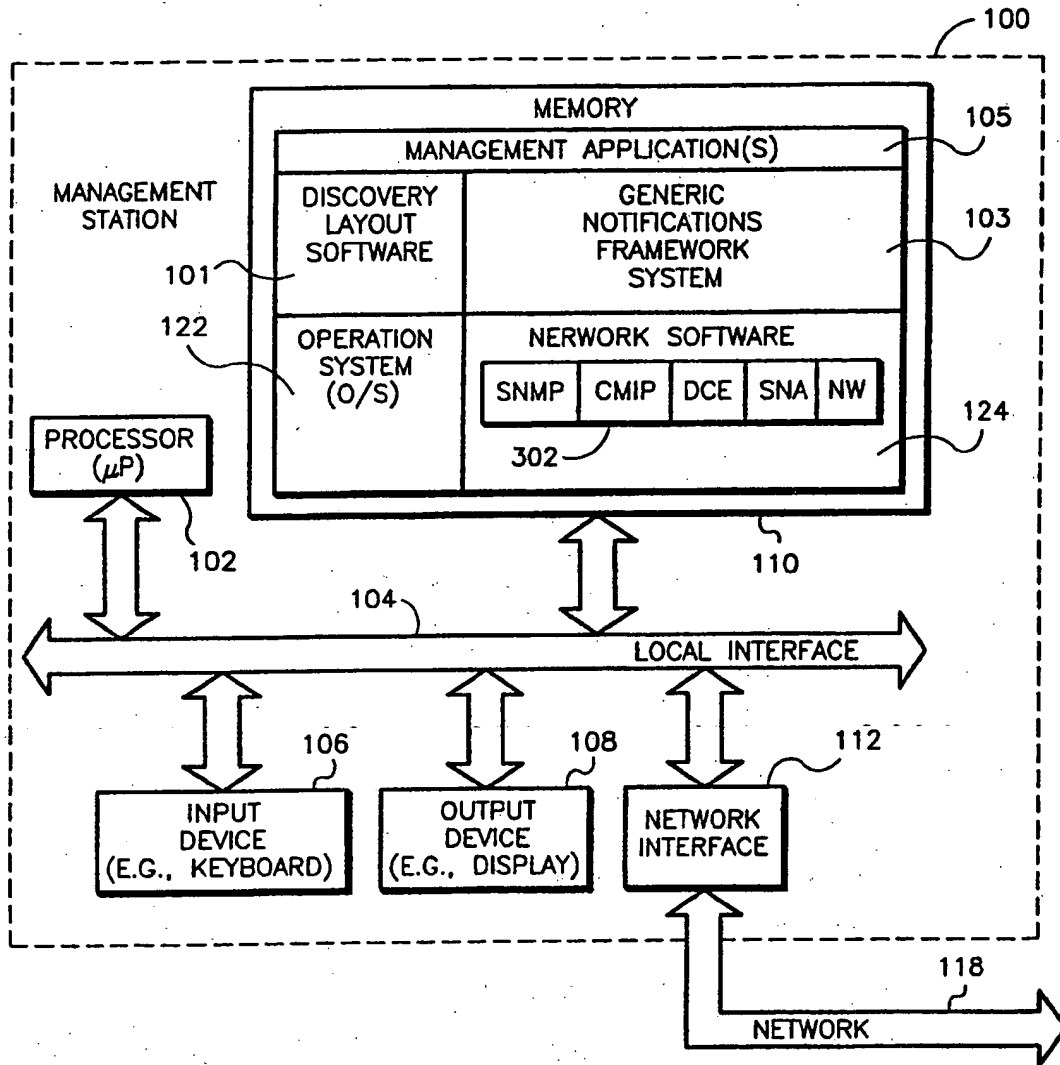 100
MEMORY
105
MANAGEMENT APPLICATION(S)
MANAGEMENT
STATION
DISCOVERY
LAYOUT
SOFTWARE
101
GENERIC
NOTIFICATIONS
FRAMEWORK
SYSTEM
103
122
OPERATION
SYSTEM
(O/S)
NERWORK SOFTWARE
SNMP CMIP DCE SNA NW
302
124
PROCESSOR
(μP)
102
110
104
LOCAL INTERFACE
106
108
112
INPUT
DEVICE
(E.G., KEYBOARD)
OUTPUT
DEVICE
(E.G., DISPLAY)
NETWORK
INTERFACE
118
NETWORK